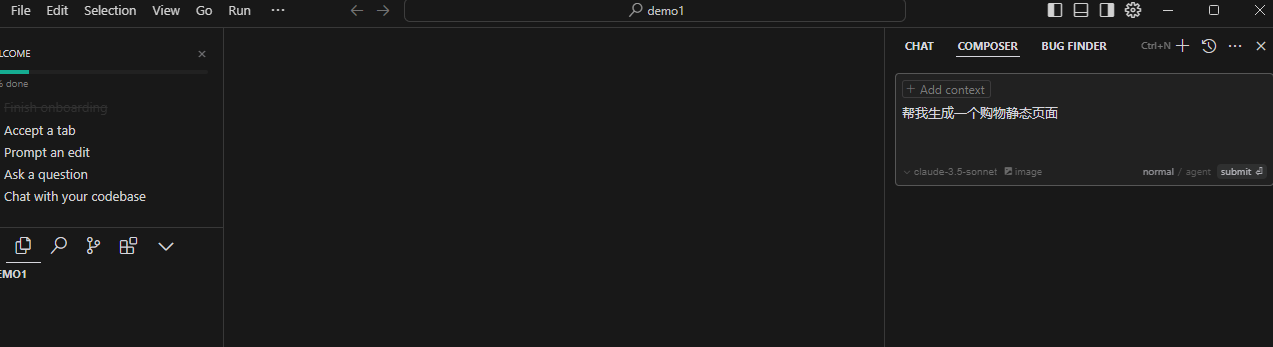 File Edit Selection View Go Run ···
demo1
LCOME
% done
Finish onboarding
Accept a tab
Prompt an edit
Ask a question
Chat with your codebase
EMO1
CHAT COMPOSER BUG FINDER Ctrl+N
+ Add context
帮我生成一个购物静态页面
claude-3.5-sonnet image normal / agent submit ⏎